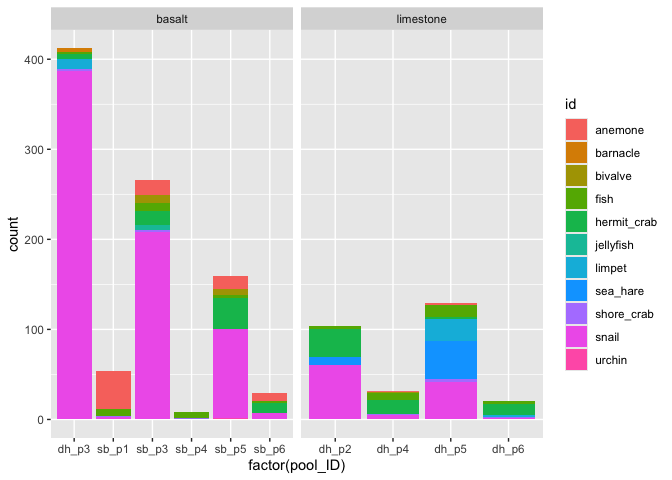 basalt limestone
400
300
200
100
0
count
dh_p3 sb_p1 sb_p3 sb_p4 sb_p5 sb_p6 dh_p2 dh_p4 dh_p5 dh_p6
factor(pool_ID)
id
anemone
barnacle
bivalve
fish
hermit_crab
jellyfish
limpet
sea_hare
shore_crab
snail
urchin